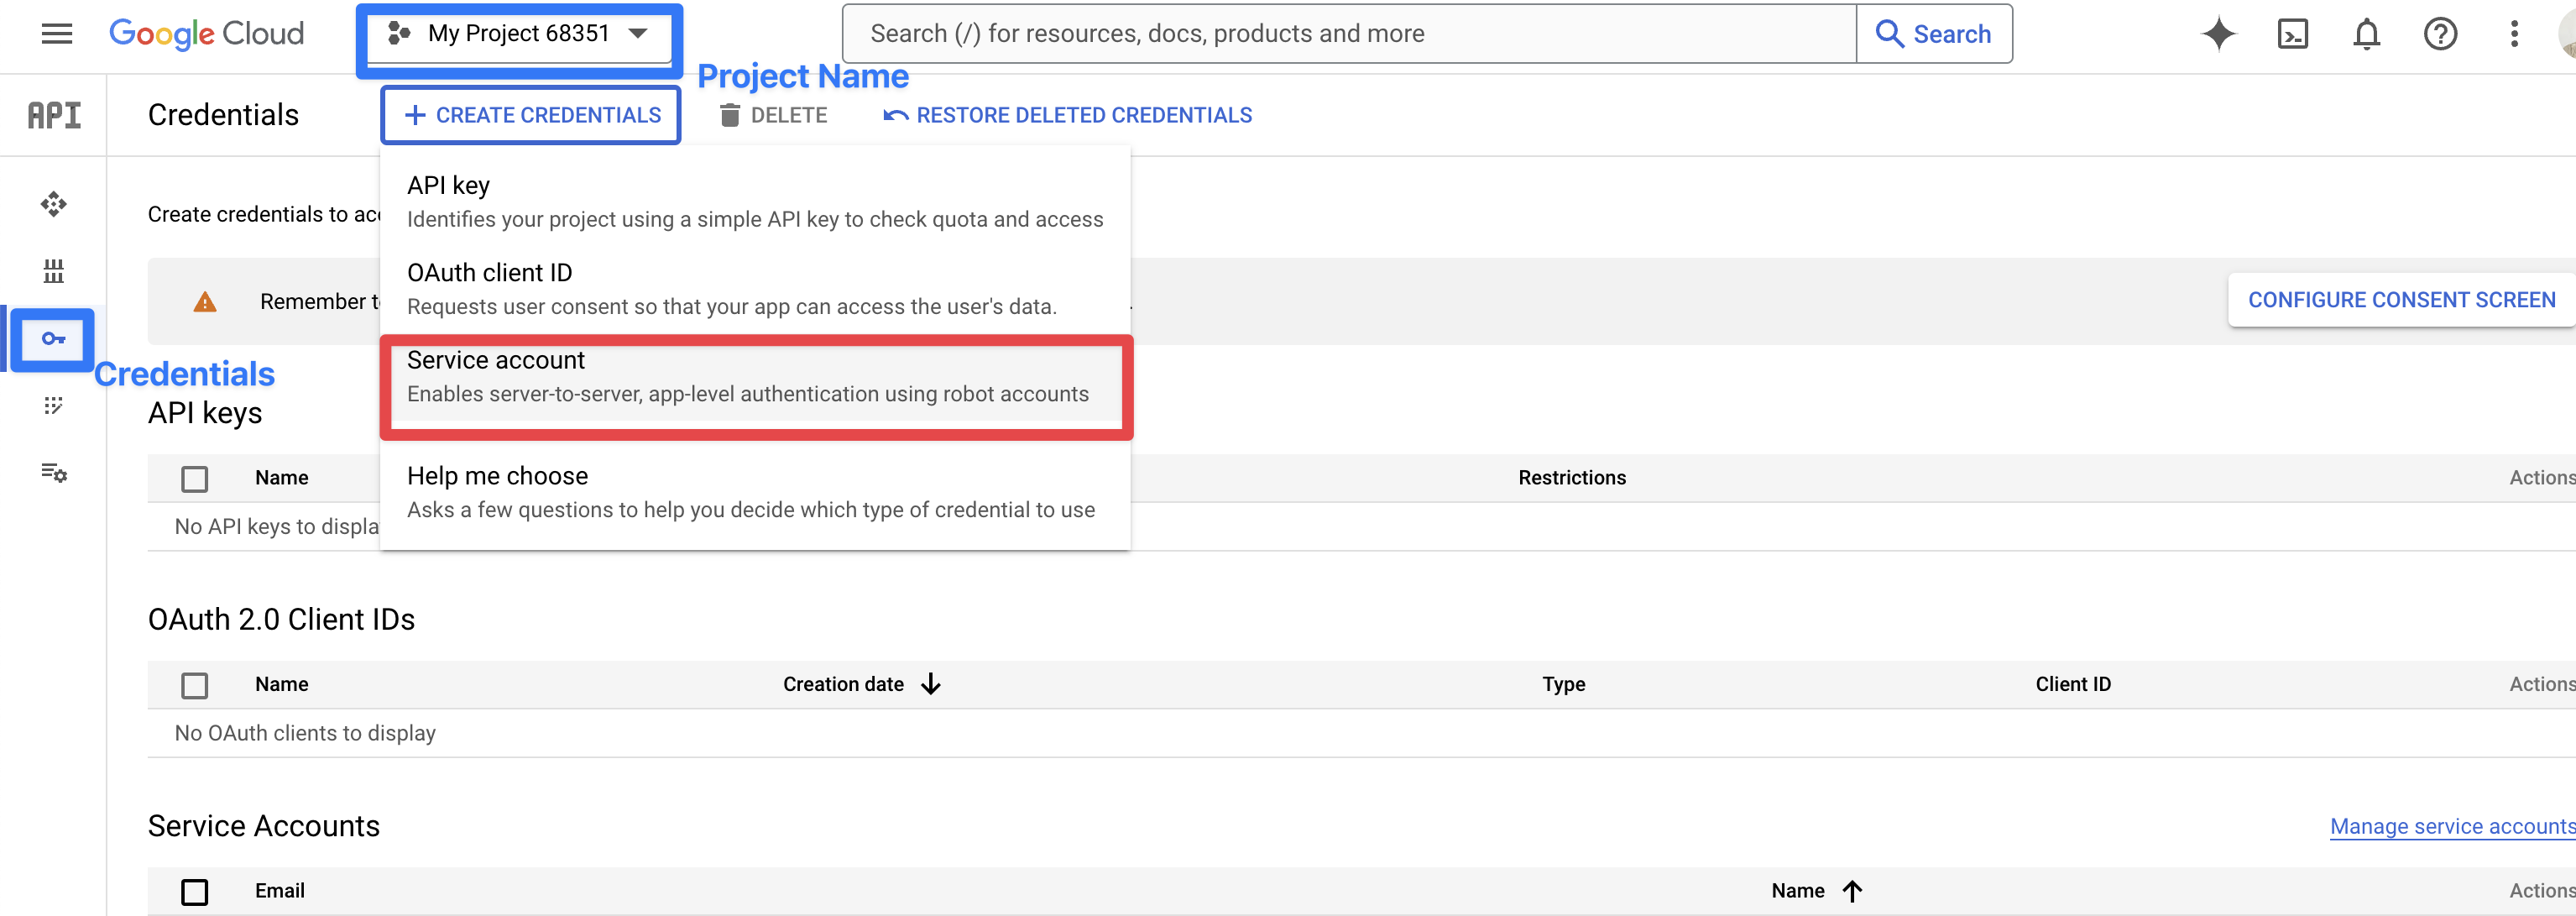 Google Cloud
My Project 68351
Search (/) for resources, docs, products and more
Search
Project Name
API
Credentials
+ CREATE CREDENTIALS
DELETE
RESTORE DELETED CREDENTIALS
API key
Identifies your project using a simple API key to check quota and access
Create credentials to
OAuth client ID
Requests user consent so that your app can access the user's data.
Remember
CONFIGURE CONSENT SCREEN
Credentials
Service account
Enables server-to-server, app-level authentication using robot accounts
API keys
Help me choose
Asks a few questions to help you decide which type of credential to use
Name
Restrictions
Actions
No API keys to
OAuth 2.0 Client IDs
Name
Creation date
Type
Client ID
Actions
No OAuth clients to display
Service Accounts
Manage service accounts
Email
Name
Actions